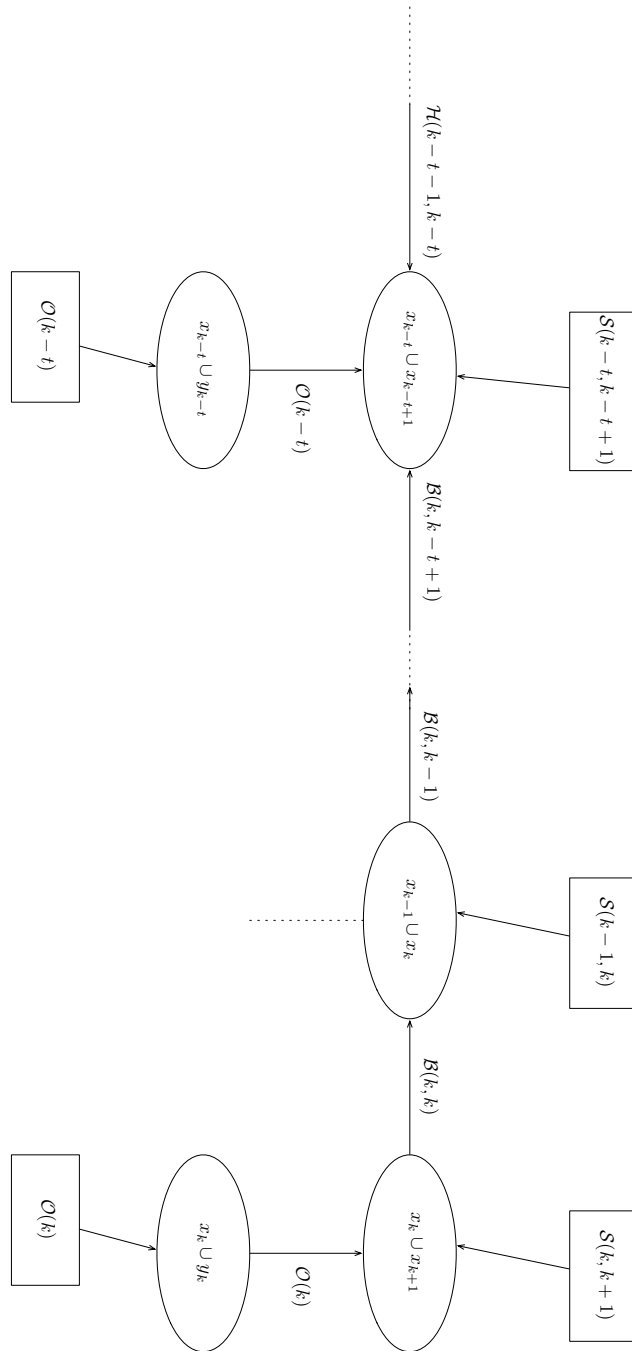 𝒮(k − t, k − t + 1)
𝒮(k − 1, k)
𝒮(k, k + 1)
ℋ(k − t − 1, k − t)
ℬ(k, k − t + 1)
ℬ(k, k − 1)
ℬ(k, k)
x_{k−t} ∪ x_{k−t+1}
x_{k−1} ∪ x_k
x_k ∪ x_{k+1}
𝒪(k − t)
𝒪(k)
x_{k−t} ∪ y_{k−t}
x_k ∪ y_k
𝒪(k − t)
𝒪(k)